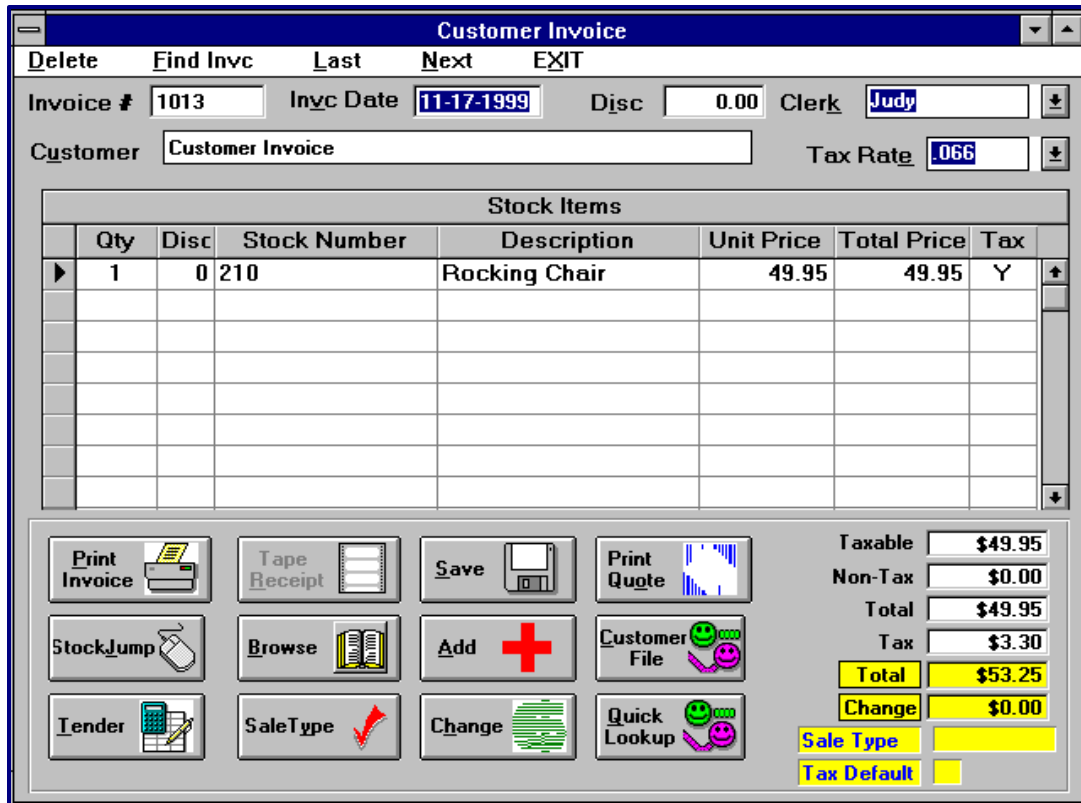 Customer Invoice
Delete Find Invc Last Next EXIT
Invoice # 1013 Invc Date 11-17-1999 Disc 0.00 Clerk Judy
Customer Customer Invoice Tax Rate .066
Stock Items
Qty Disc Stock Number Description Unit Price Total Price Tax
1 0 210 Rocking Chair 49.95 49.95 Y
Print Invoice
Tape Receipt
Save
Print Quote
StockJump
Browse
Add
Customer File
Tender
SaleType
Change
Quick Lookup
Taxable $49.95
Non-Tax $0.00
Total $49.95
Tax $3.30
Total $53.25
Change $0.00
Sale Type
Tax Default